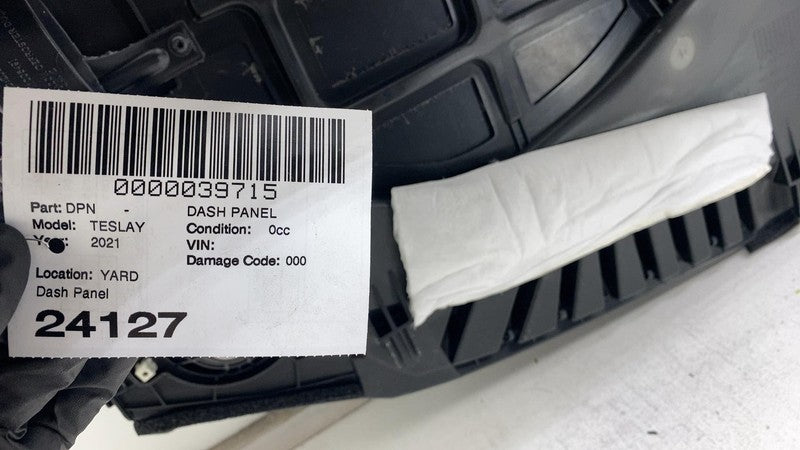 0000039715
Part: DPN - DASH PANEL
Model: TESLAY Condition: 0cc
2021 VIN:
Damage Code: 000
Location: YARD
Dash Panel
24127